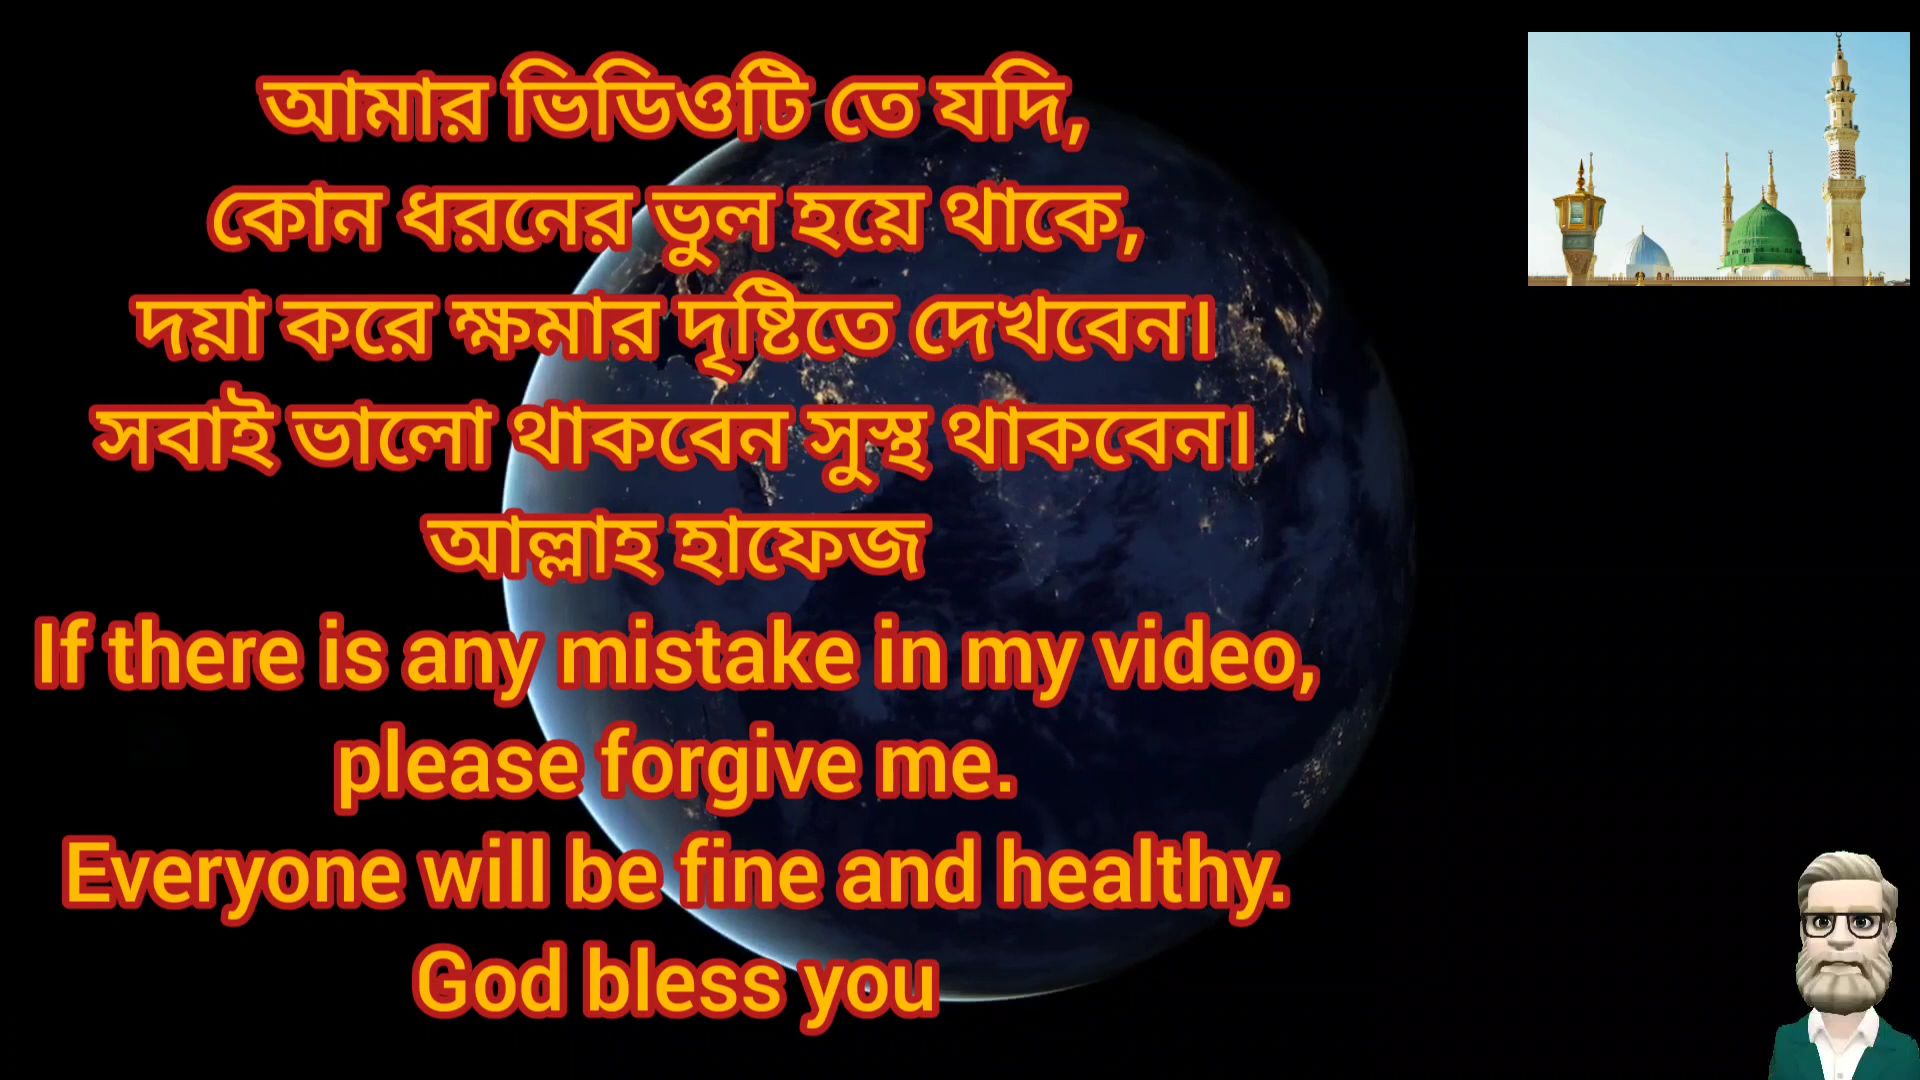 আমার ভিডিওটি তে যদি,
কোন ধরনের ভুল হয়ে থাকে,
দয়া করে ক্ষমার দৃষ্টিতে দেখবেন।
সবাই ভালো থাকবেন সুস্থ থাকবেন।
আল্লাহ হাফেজ
If there is any mistake in my video,
please forgive me.
Everyone will be fine and healthy.
God bless you